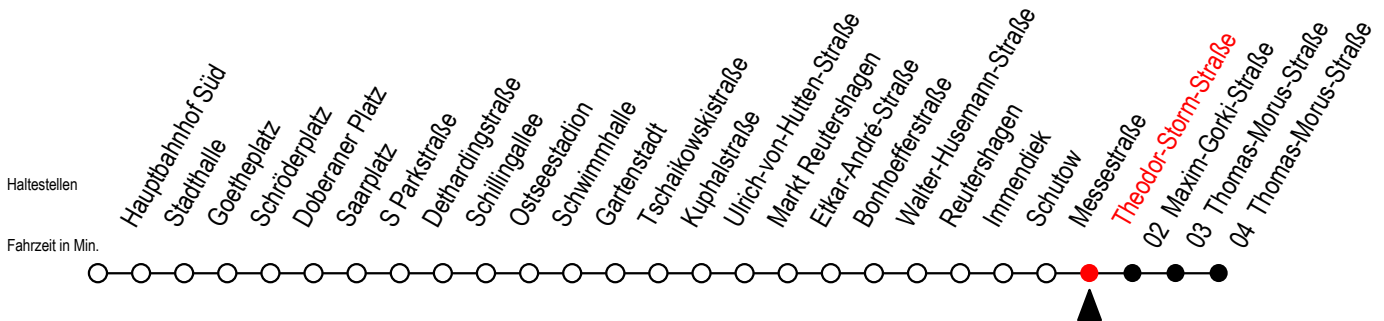 Haltestellen
Hauptbahnhof Süd
Stadthalle
Goetheplatz
Schröderplatz
Doberaner Platz
Saarplatz
S Parkstraße
Dethardingstraße
Schillingallee
Ostseestadion
Schwimmhalle
Gartenstadt
Tschaikowskistraße
Kuphalstraße
Ulrich-von-Hutten-Straße
Markt Reutershagen
Etkar-André-Straße
Bonhoefferstraße
Walter-Husemann-Straße
Reutershagen
Immendiek
Schutow
Messestraße
Theodor-Storm-Straße
02 Maxim-Gorki-Straße
03 Thomas-Morus-Straße
04 Thomas-Morus-Straße
Fahrzeit in Min.